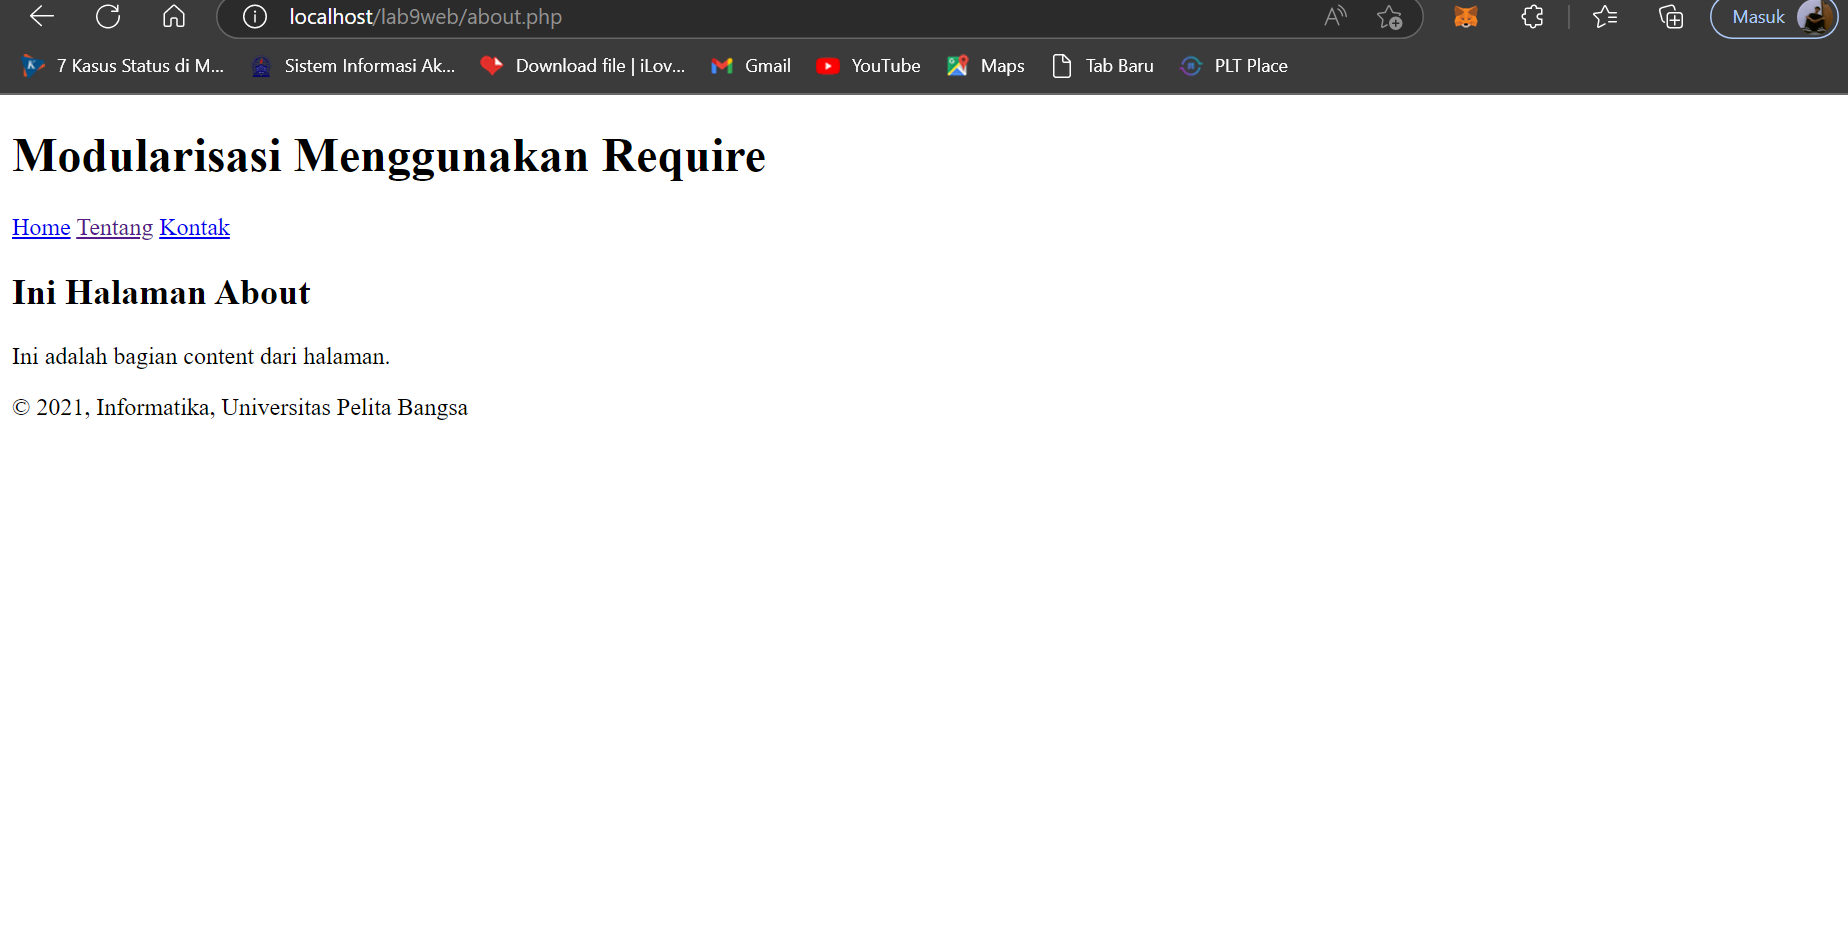 localhost/lab9web/about.php
Masuk
7 Kasus Status di M... Sistem Informasi Ak... Download file | iLov... Gmail YouTube Maps Tab Baru PLT Place
Modularisasi Menggunakan Require
Home Tentang Kontak
Ini Halaman About
Ini adalah bagian content dari halaman.
© 2021, Informatika, Universitas Pelita Bangsa